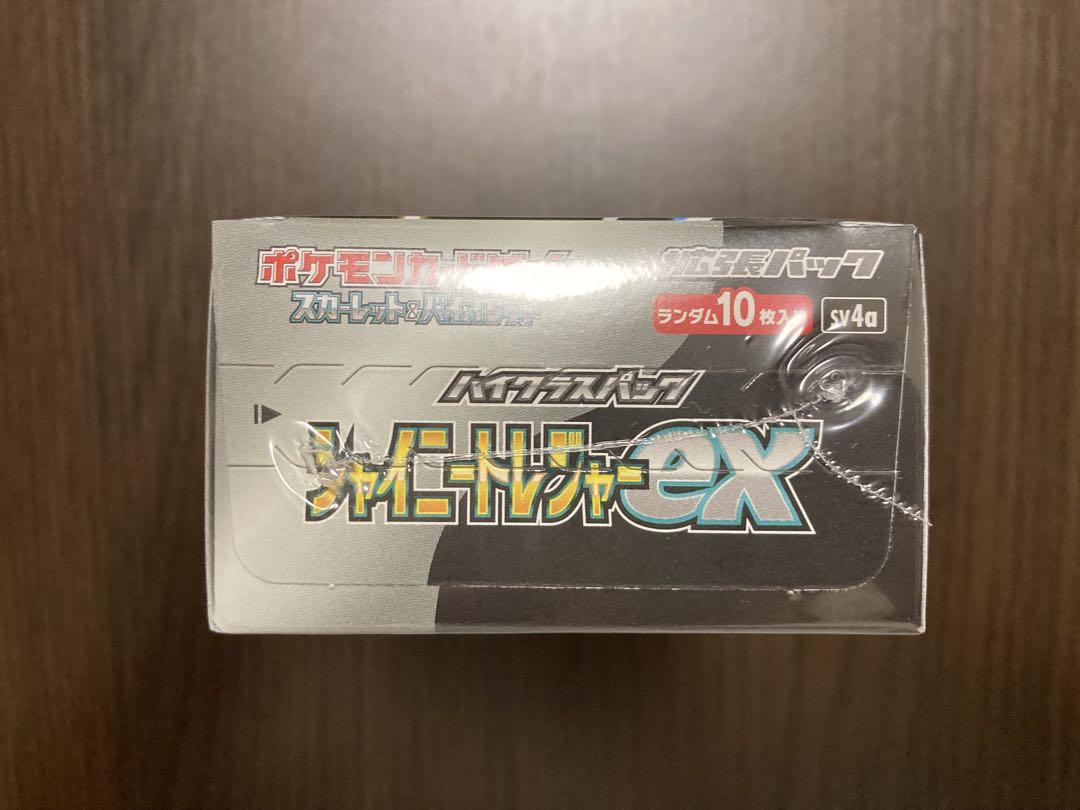 ポケモンカードゲーム
スカーレット&バイオレット
拡張パック
ランダム10枚入り
sv4a
ハイクラスパック
シャイニートレジャーex